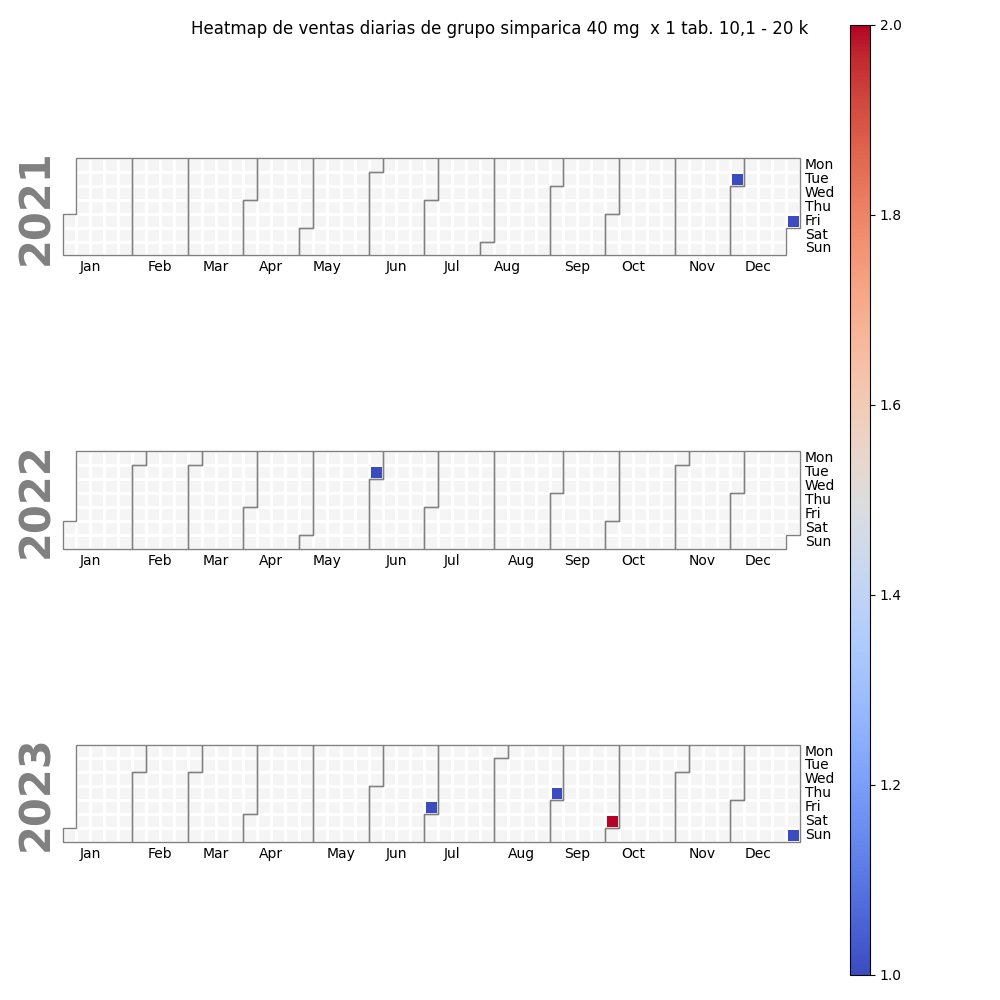 Heatmap de ventas diarias de grupo simparica 40 mg  x 1 tab. 10,1 - 20 k
2.0
1.8
1.6
1.4
1.2
1.0
2021
Mon
Tue
Wed
Thu
Fri
Sat
Sun
Jan Feb Mar Apr May Jun Jul Aug Sep Oct Nov Dec
2022
Mon
Tue
Wed
Thu
Fri
Sat
Sun
Jan Feb Mar Apr May Jun Jul Aug Sep Oct Nov Dec
2023
Mon
Tue
Wed
Thu
Fri
Sat
Sun
Jan Feb Mar Apr May Jun Jul Aug Sep Oct Nov Dec